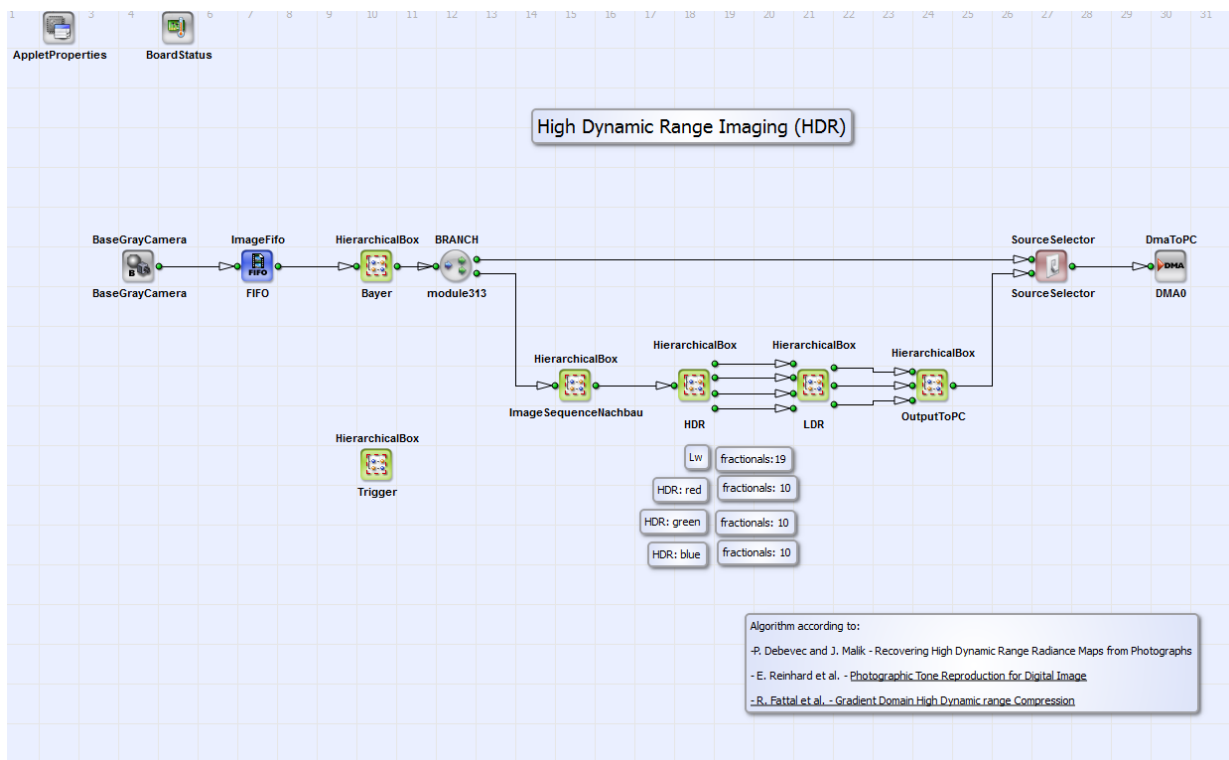 1 3 4 6 7 8 9 10 11 12 13 14 15 16 17 18 19 20 21 22 23 24 25 26 27 28 29 30 31
AppletProperties BoardStatus
High Dynamic Range Imaging (HDR)
BaseGrayCamera ImageFifo HierarchicalBox BRANCH SourceSelector DmaToPC
B FIFO DMA
BaseGrayCamera FIFO Bayer module313 SourceSelector DMA0
HierarchicalBox HierarchicalBox HierarchicalBox HierarchicalBox
ImageSequenceNachbau HDR LDR OutputToPC
HierarchicalBox
Trigger
Lw fractionals:19
HDR: red fractionals: 10
HDR: green fractionals: 10
HDR: blue fractionals: 10
Algorithm according to:
-P. Debevec and J. Malik - Recovering High Dynamic Range Radiance Maps from Photographs
- E. Reinhard et al. - Photographic Tone Reproduction for Digital Image
- R. Fattal et al. - Gradient Domain High Dynamic range Compression